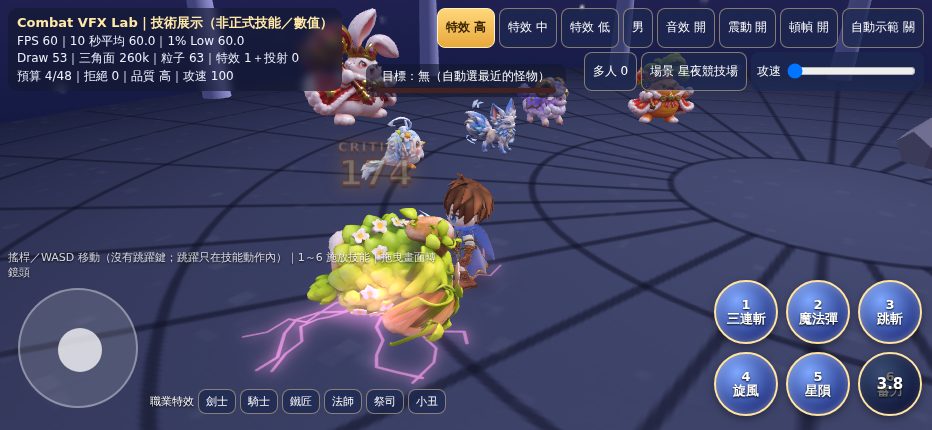 Combat VFX Lab｜技術展示（非正式技能／數值）
FPS 60｜10 秒平均 60.0｜1% Low 60.0
Draw 53｜三角面 260k｜粒子 63｜特效 1＋投射 0
預算 4/48｜拒絕 0｜品質 高｜攻速 100
特效 高
特效 中
特效 低
男
音效 開
震動 開
頓幀 開
自動示範 關
多人 0
場景 星夜競技場
攻速
目標：無（自動選最近的怪物）
174
搖桿／WASD 移動（沒有跳躍鍵；跳躍只在技能動作內）｜1～6 施放技能｜拖曳畫面轉
鏡頭
1
三連斬
2
魔法彈
3
跳斬
4
旋風
5
星隕
3.8
職業特效
劍士
騎士
鐵匠
法師
祭司
小丑